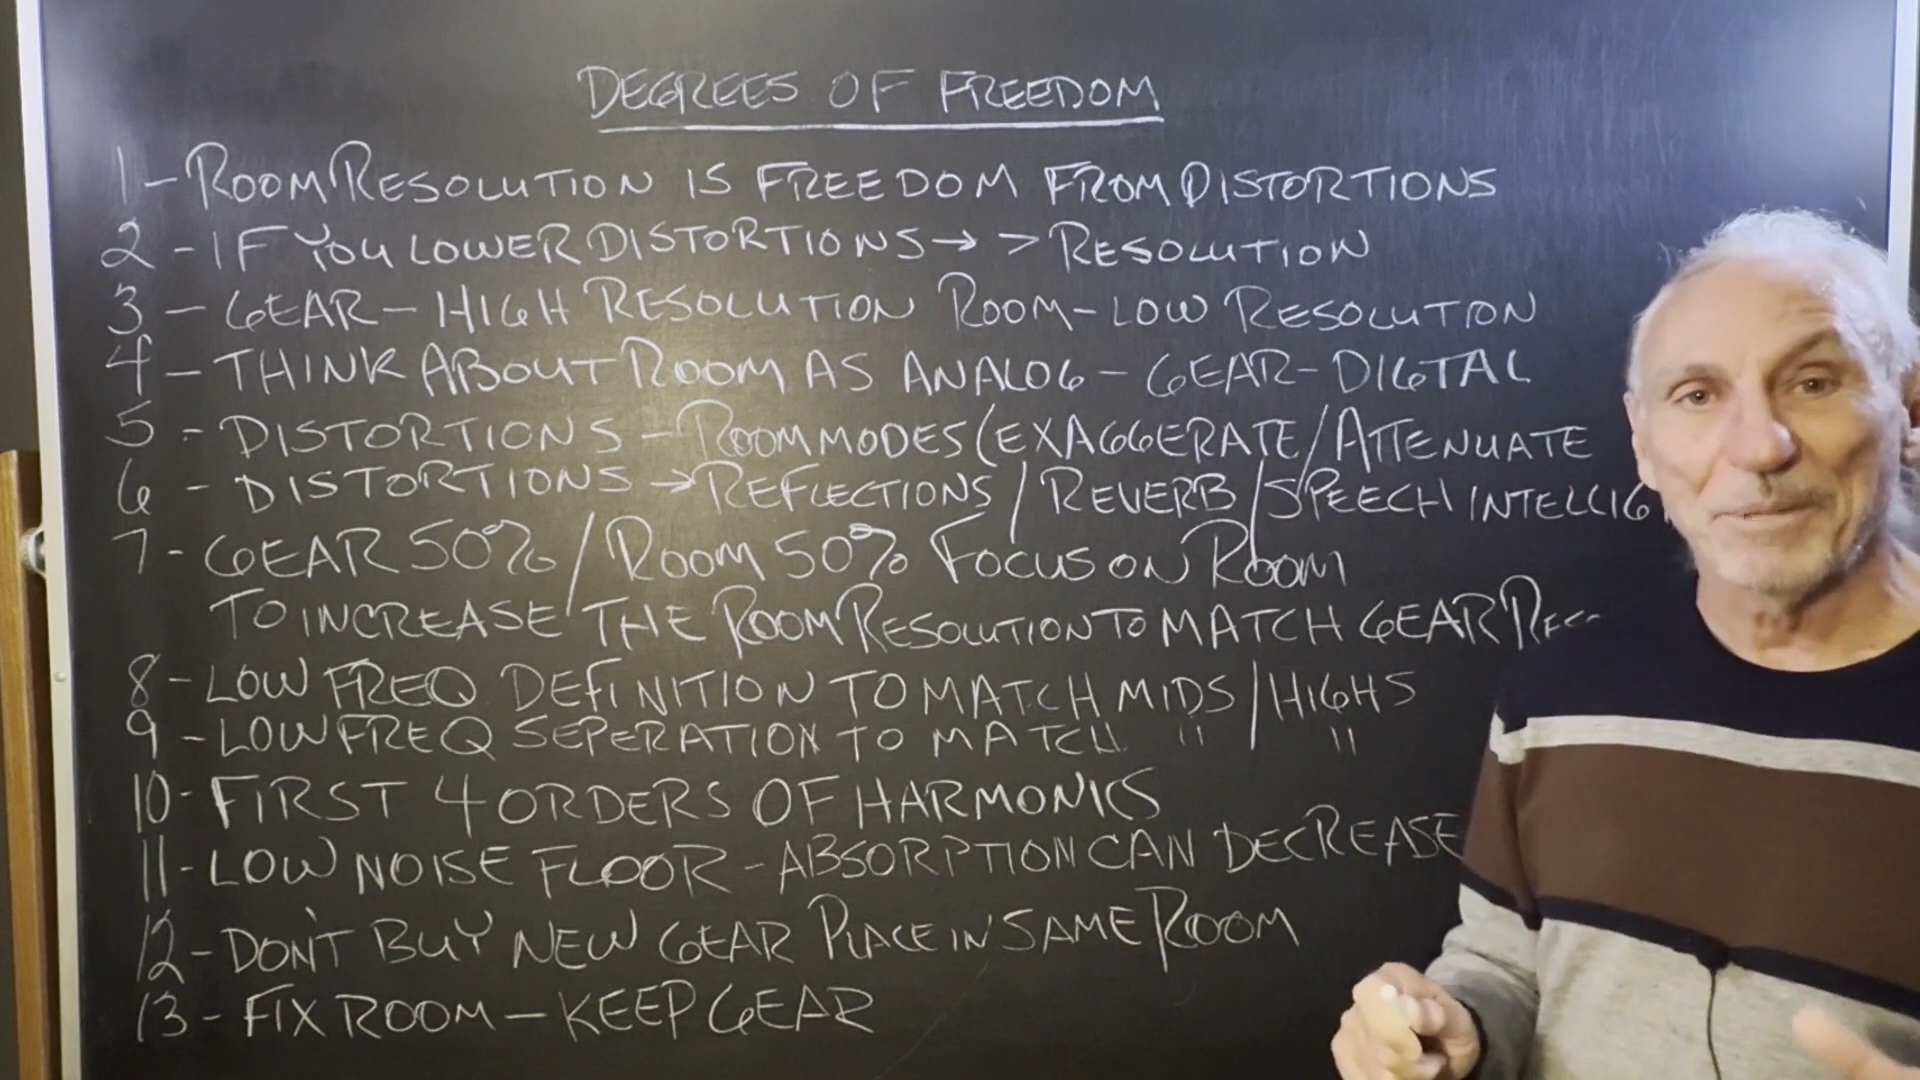 DEGREES OF FREEDOM
1 - ROOM RESOLUTION IS FREEDOM FROM DISTORTIONS
2 - IF YOU LOWER DISTORTIONS → > RESOLUTION
3 - GEAR - HIGH RESOLUTION ROOM - LOW RESOLUTION
4 - THINK ABOUT ROOM AS ANALOG - GEAR - DIGITAL
5 - DISTORTIONS - ROOM MODES (EXAGGERATE / ATTENUATE
6 - DISTORTIONS → REFLECTIONS / REVERB / SPEECH INTELLIG
7 - GEAR 50% / ROOM 50% FOCUS ON ROOM
TO INCREASE THE ROOM RESOLUTION TO MATCH GEAR RES
8 - LOW FREQ DEFINITION TO MATCH MIDS / HIGHS
9 - LOW FREQ SEPERATION TO MATCH " / "
10 - FIRST 4 ORDERS OF HARMONICS
11 - LOW NOISE FLOOR - ABSORPTION CAN DECREASE
12 - DON'T BUY NEW GEAR PLACE IN SAME ROOM
13 - FIX ROOM - KEEP GEAR